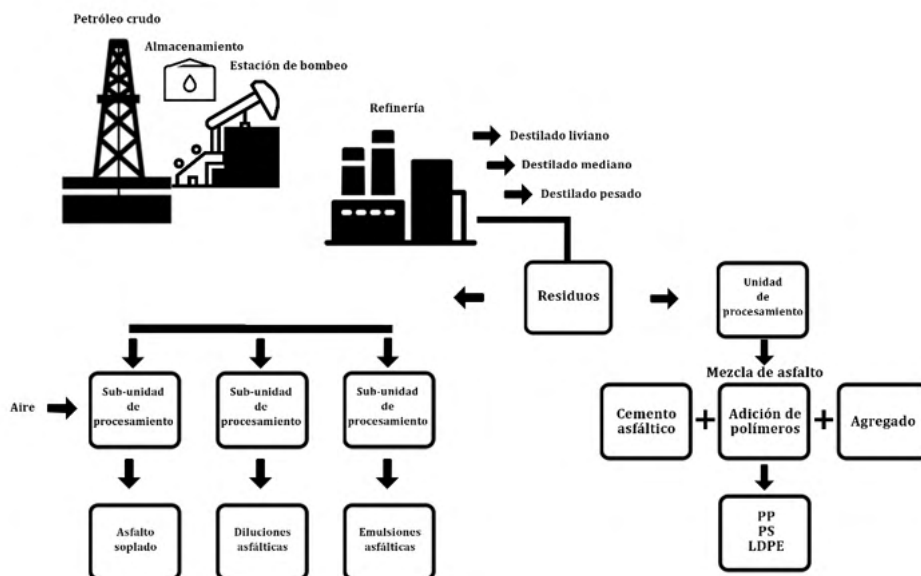 Petróleo crudo
Almacenamiento
Estación de bombeo
Refinería
Destilado liviano
Destilado mediano
Destilado pesado
Residuos
Unidad
de
procesamiento
Mezcla de asfalto
Cemento
asfáltico
+
Adición de
polímeros
+
Agregado
PP
PS
LDPE
Aire
Sub-unidad
de
procesamiento
Sub-unidad
de
procesamiento
Sub-unidad
de
procesamiento
Asfalto
soplado
Diluciones
asfálticas
Emulsiones
asfálticas